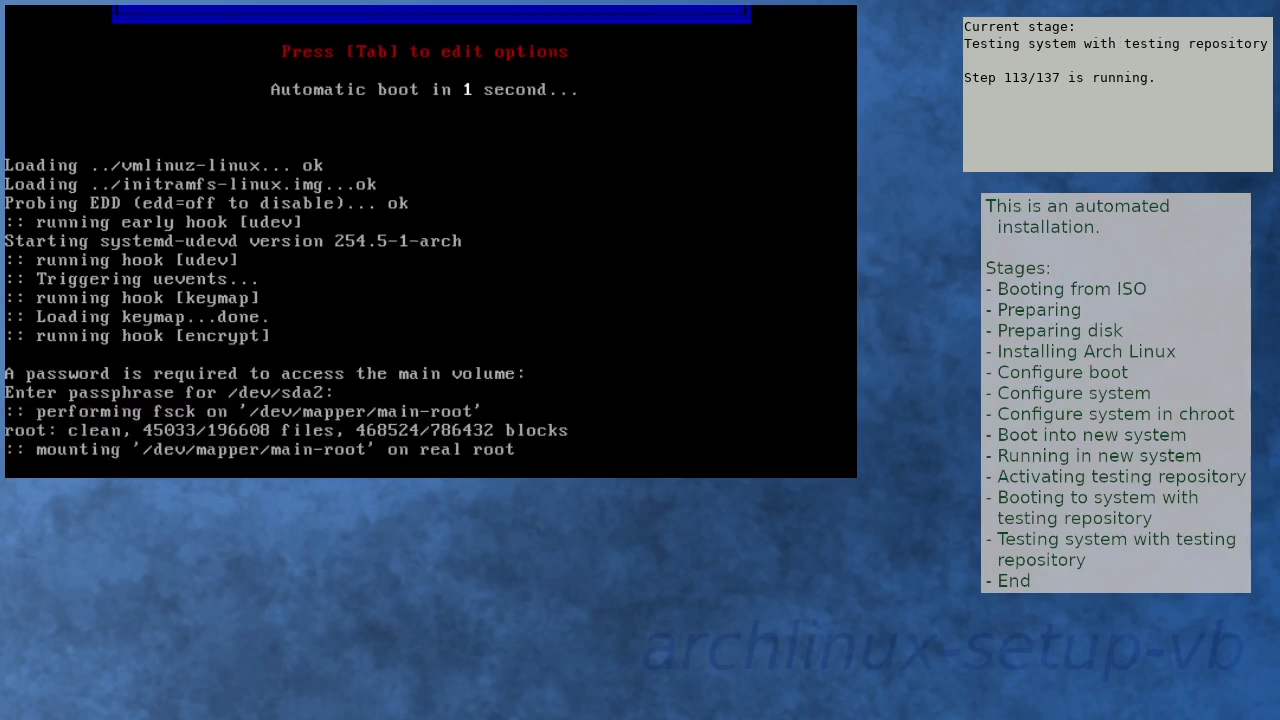 Press [Tab] to edit options
Automatic boot in 1 second...
Loading ../vmlinuz-linux... ok
Loading ../initramfs-linux.img...ok
Probing EDD (edd=off to disable)... ok
:: running early hook [udev]
Starting systemd-udevd version 254.5-1-arch
:: running hook [udev]
:: Triggering uevents...
:: running hook [keymap]
:: Loading keymap...done.
:: running hook [encrypt]
A password is required to access the main volume:
Enter passphrase for /dev/sda2:
:: performing fsck on '/dev/mapper/main-root'
root: clean, 45033/196608 files, 468524/786432 blocks
:: mounting '/dev/mapper/main-root' on real root
Current stage:
Testing system with testing repository
Step 113/137 is running.
This is an automated
installation.
Stages:
- Booting from ISO
- Preparing
- Preparing disk
- Installing Arch Linux
- Configure boot
- Configure system
- Configure system in chroot
- Boot into new system
- Running in new system
- Activating testing repository
- Booting to system with
testing repository
- Testing system with testing
repository
- End
archlinux-setup-vb